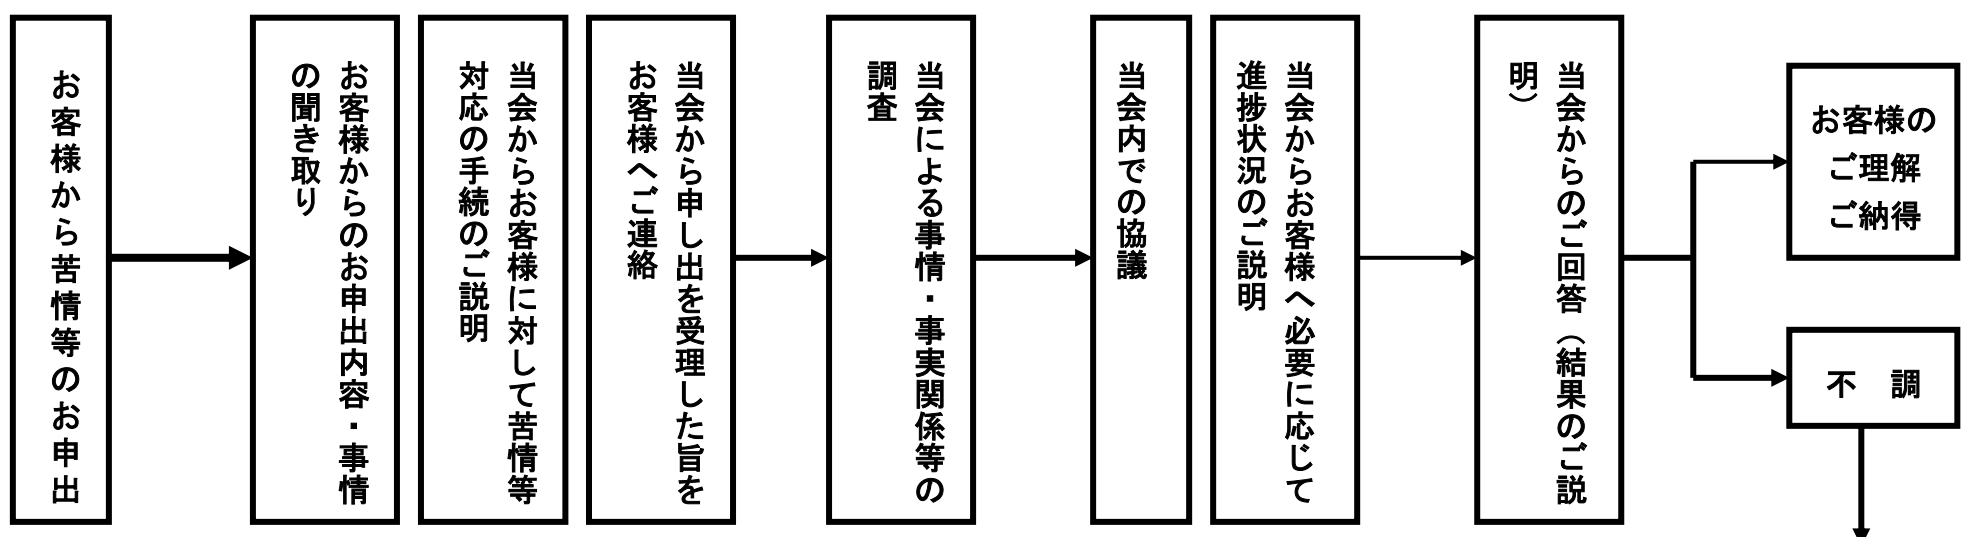 お客様から苦情等のお申出
お客様からのお申出内容・事情
の聞き取り
当会からお客様に対して苦情等
対応の手続のご説明
当会から申し出を受理した旨を
お客様へご連絡
当会による事情・事実関係等の
調査
当会内での協議
当会からお客様へ必要に応じて
進捗状況のご説明
当会からのご回答（結果のご説
明）
お客様の
ご理解
ご納得
不　調